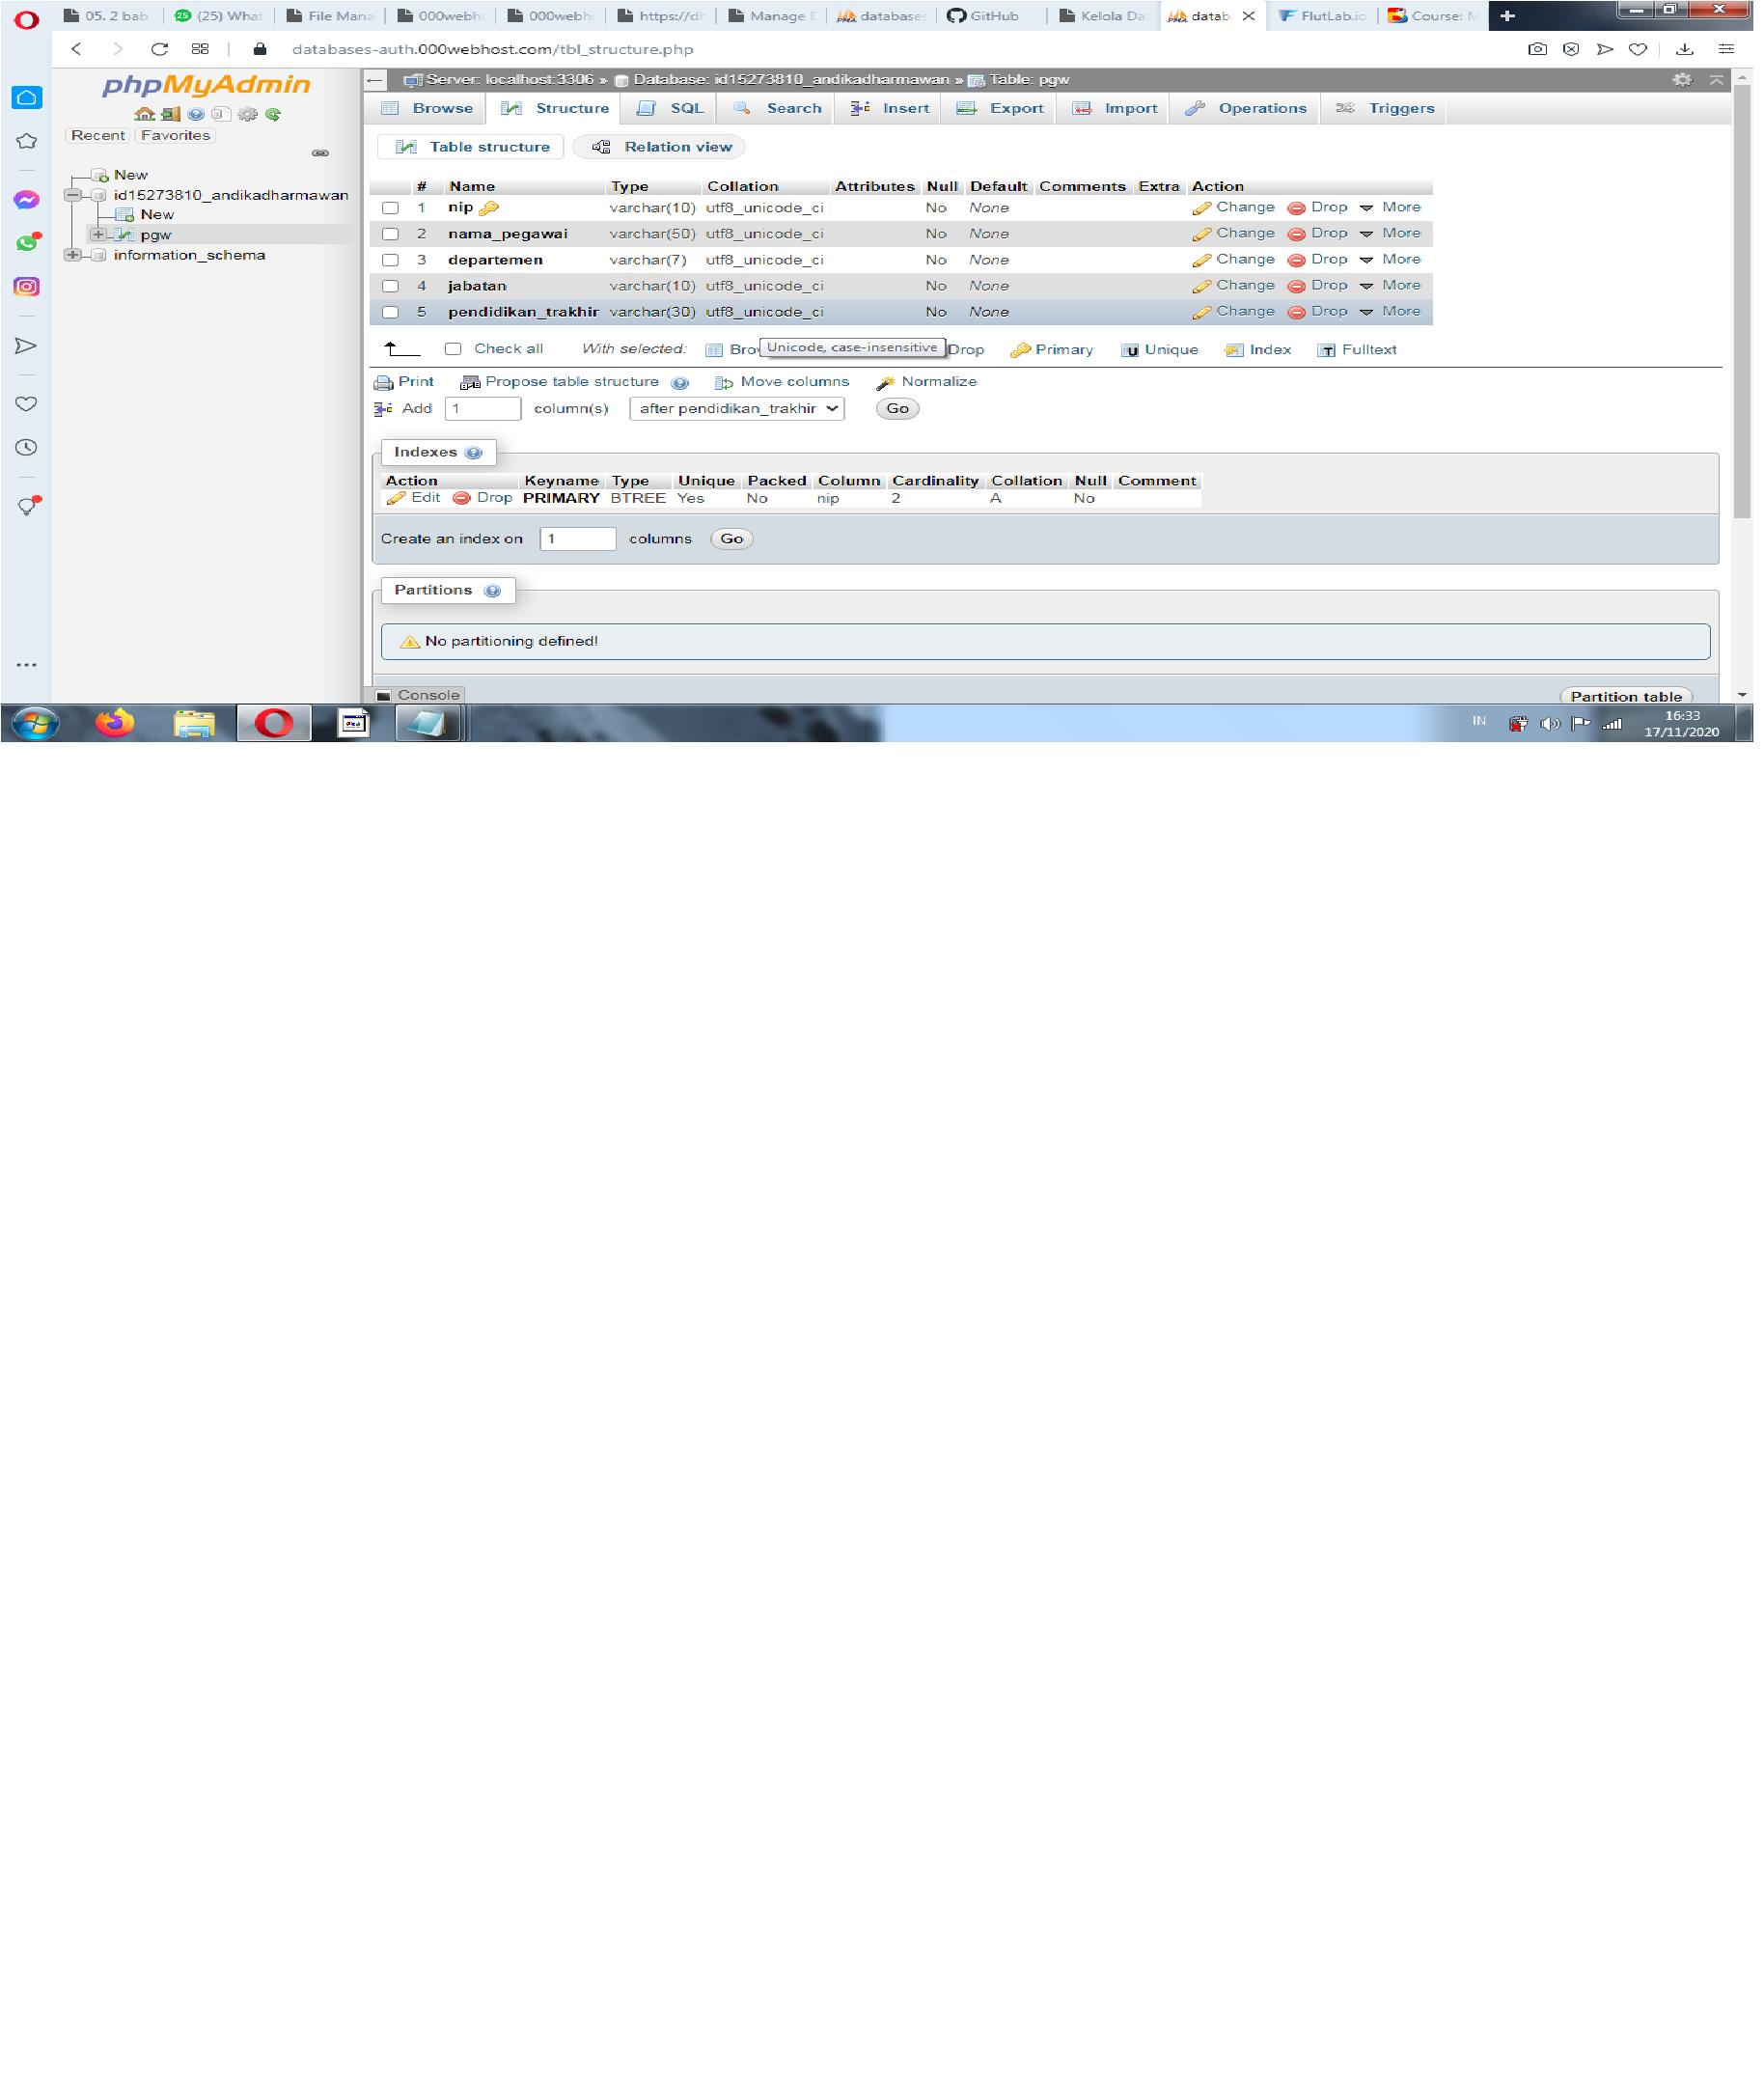 05. 2 bab
25 (25) What
File Mana
000webh
000webh
https://dh
Manage D
database
GitHub
Kelola Da
datab
FlutLab.io
Course: M
databases-auth.000webhost.com/tbl_structure.php
phpMyAdmin
Recent Favorites
New
id15273810_andikadharmawan
New
pgw
information_schema
Server: localhost:3306 » Database: id15273810_andikadharmawan » Table: pgw
Browse Structure SQL Search Insert Export Import Operations Triggers
Table structure Relation view
# Name Type Collation Attributes Null Default Comments Extra Action
1 nip varchar(10) utf8_unicode_ci No None Change Drop More
2 nama_pegawai varchar(50) utf8_unicode_ci No None Change Drop More
3 departemen varchar(7) utf8_unicode_ci No None Change Drop More
4 jabatan varchar(10) utf8_unicode_ci No None Change Drop More
5 pendidikan_trakhir varchar(30) utf8_unicode_ci No None Change Drop More
Check all With selected: Bro Unicode, case-insensitive Drop Primary Unique Index Fulltext
Print Propose table structure Move columns Normalize
Add 1 column(s) after pendidikan_trakhir Go
Indexes
Action Keyname Type Unique Packed Column Cardinality Collation Null Comment
Edit Drop PRIMARY BTREE Yes No nip 2 A No
Create an index on 1 columns Go
Partitions
No partitioning defined!
Console
Partition table
IN
16:33
17/11/2020